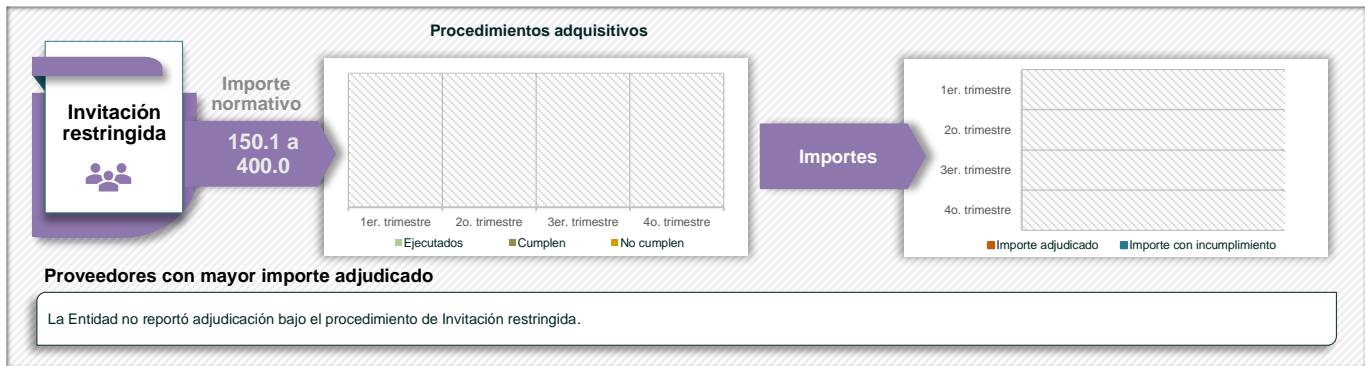 Procedimientos adquisitivos
Invitación
restringida
Importe
normativo
150.1 a
400.0
1er. trimestre 2o. trimestre 3er. trimestre 4o. trimestre
Ejecutados Cumplen No cumplen
Importes
1er. trimestre
2o. trimestre
3er. trimestre
4o. trimestre
Importe adjudicado Importe con incumplimiento
Proveedores con mayor importe adjudicado
La Entidad no reportó adjudicación bajo el procedimiento de Invitación restringida.